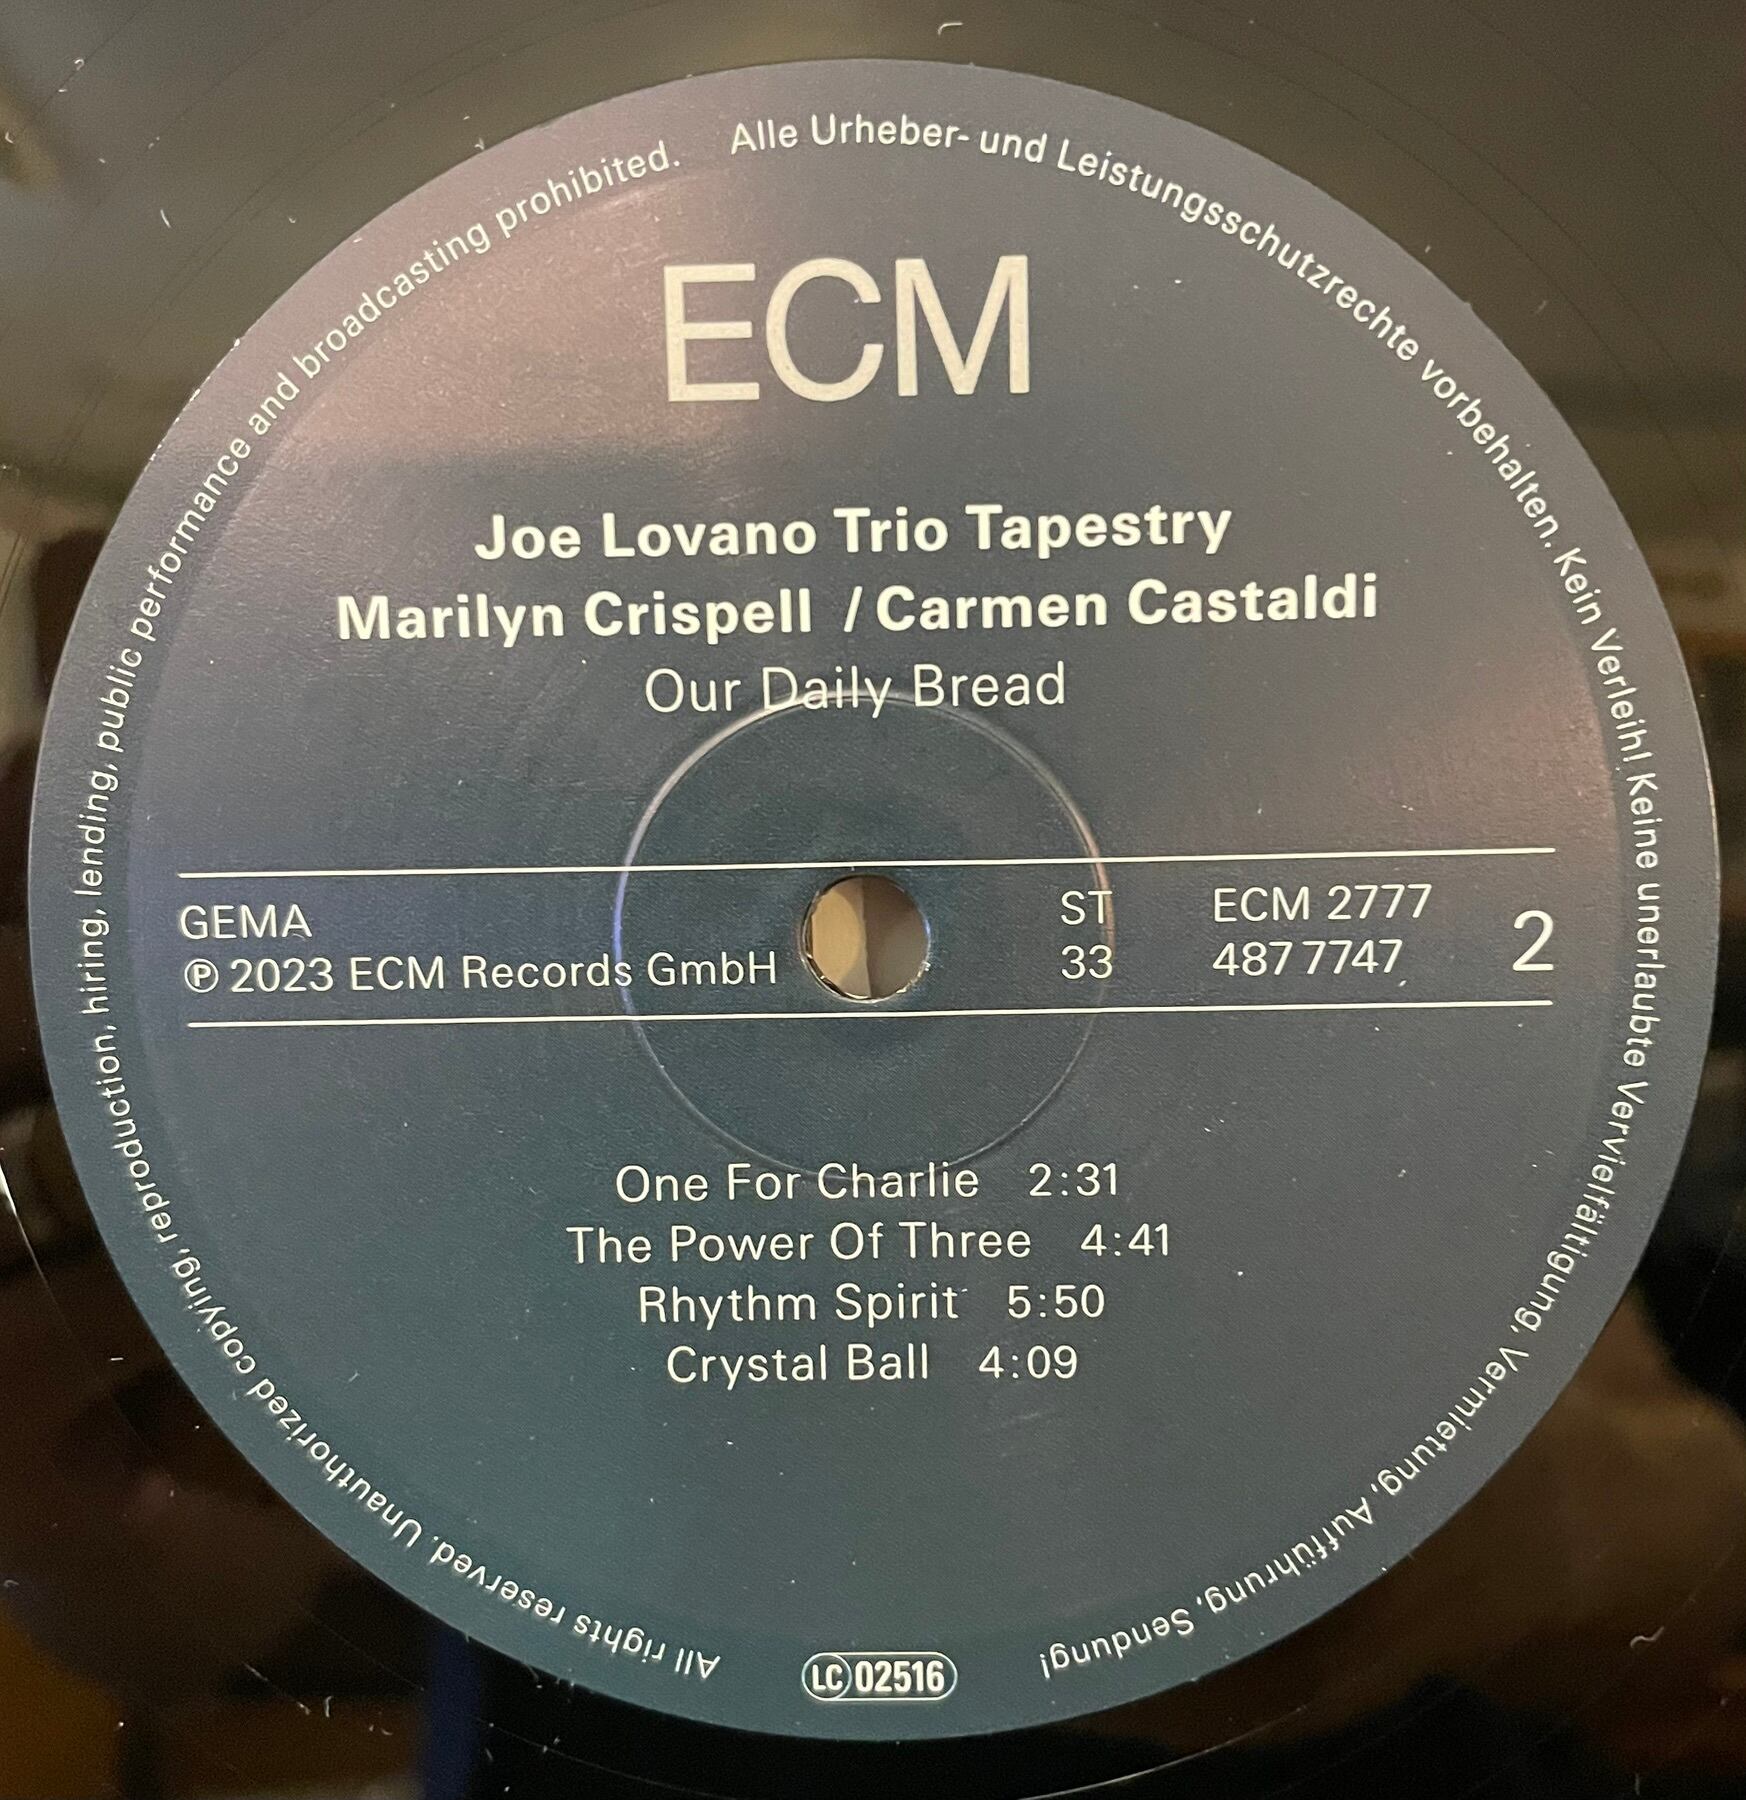 Alle Urheber- und Leistungsschutzrechte vorbehalten. Kein Verleih! Keine unerlaubte Vervielfältigung, Vermietung, Aufführung, Sendung!
ECM
Joe Lovano Trio Tapestry
Marilyn Crispell / Carmen Castaldi
Our Daily Bread
GEMA ST ECM 2777
℗ 2023 ECM Records GmbH 33 487 7747 2
One For Charlie 2:31
The Power Of Three 4:41
Rhythm Spirit 5:50
Crystal Ball 4:09
LC 02516
All rights reserved. Unauthorized copying, reproduction, hiring, lending, public performance and broadcasting prohibited.